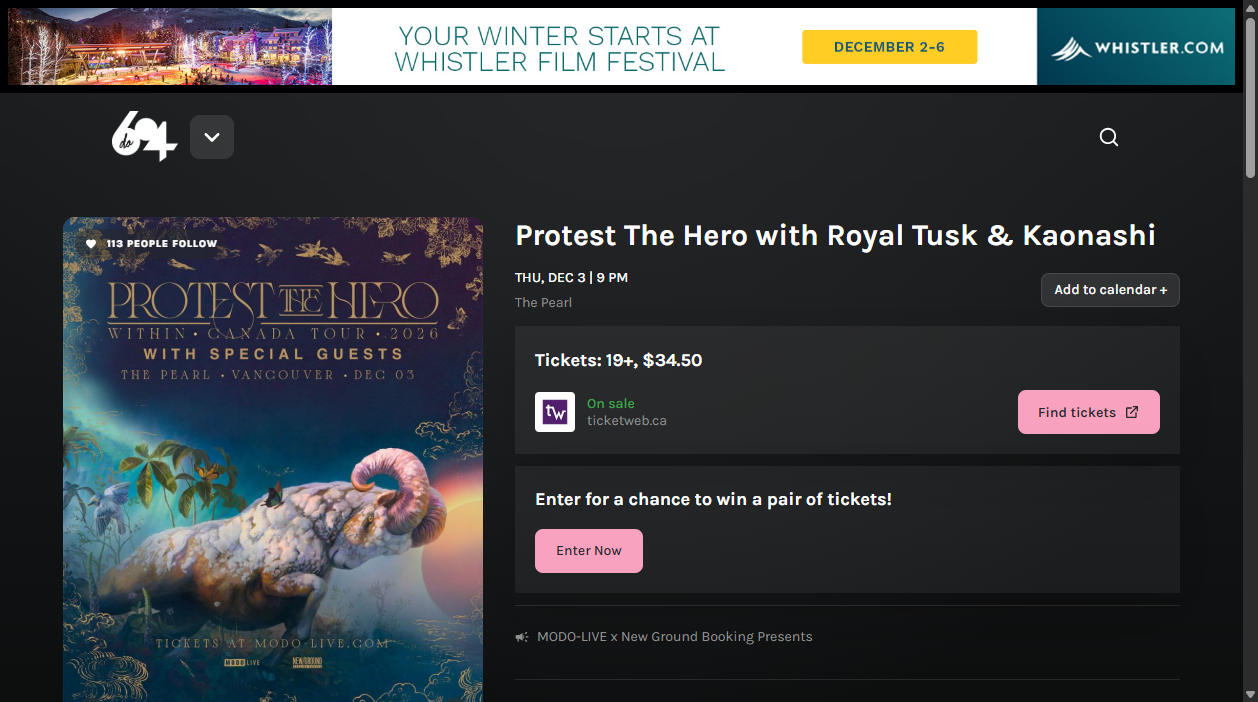 YOUR WINTER STARTS AT
WHISTLER FILM FESTIVAL
DECEMBER 2-6
WHISTLER.COM
do
604
113 PEOPLE FOLLOW
PROTEST THE HERO
WITHIN • CANADA TOUR • 2026
WITH SPECIAL GUESTS
THE PEARL • VANCOUVER • DEC 03
TICKETS AT MODO-LIVE.COM
MODO LIVE
NEW GROUND
Protest The Hero with Royal Tusk & Kaonashi
THU, DEC 3 | 9 PM
The Pearl
Add to calendar +
Tickets: 19+, $34.50
tw
On sale
ticketweb.ca
Find tickets
Enter for a chance to win a pair of tickets!
Enter Now
MODO-LIVE x New Ground Booking Presents